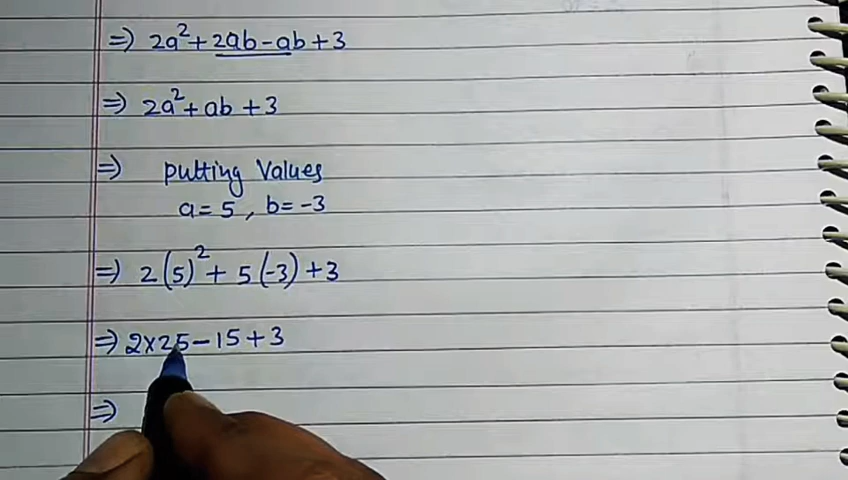 ⇒ 2a² + 2ab - ab + 3
⇒ 2a² + ab + 3
⇒ Putting Values
a = 5 , b = -3
⇒ 2(5)² + 5(-3) + 3
⇒ 2×25 - 15 + 3
⇒